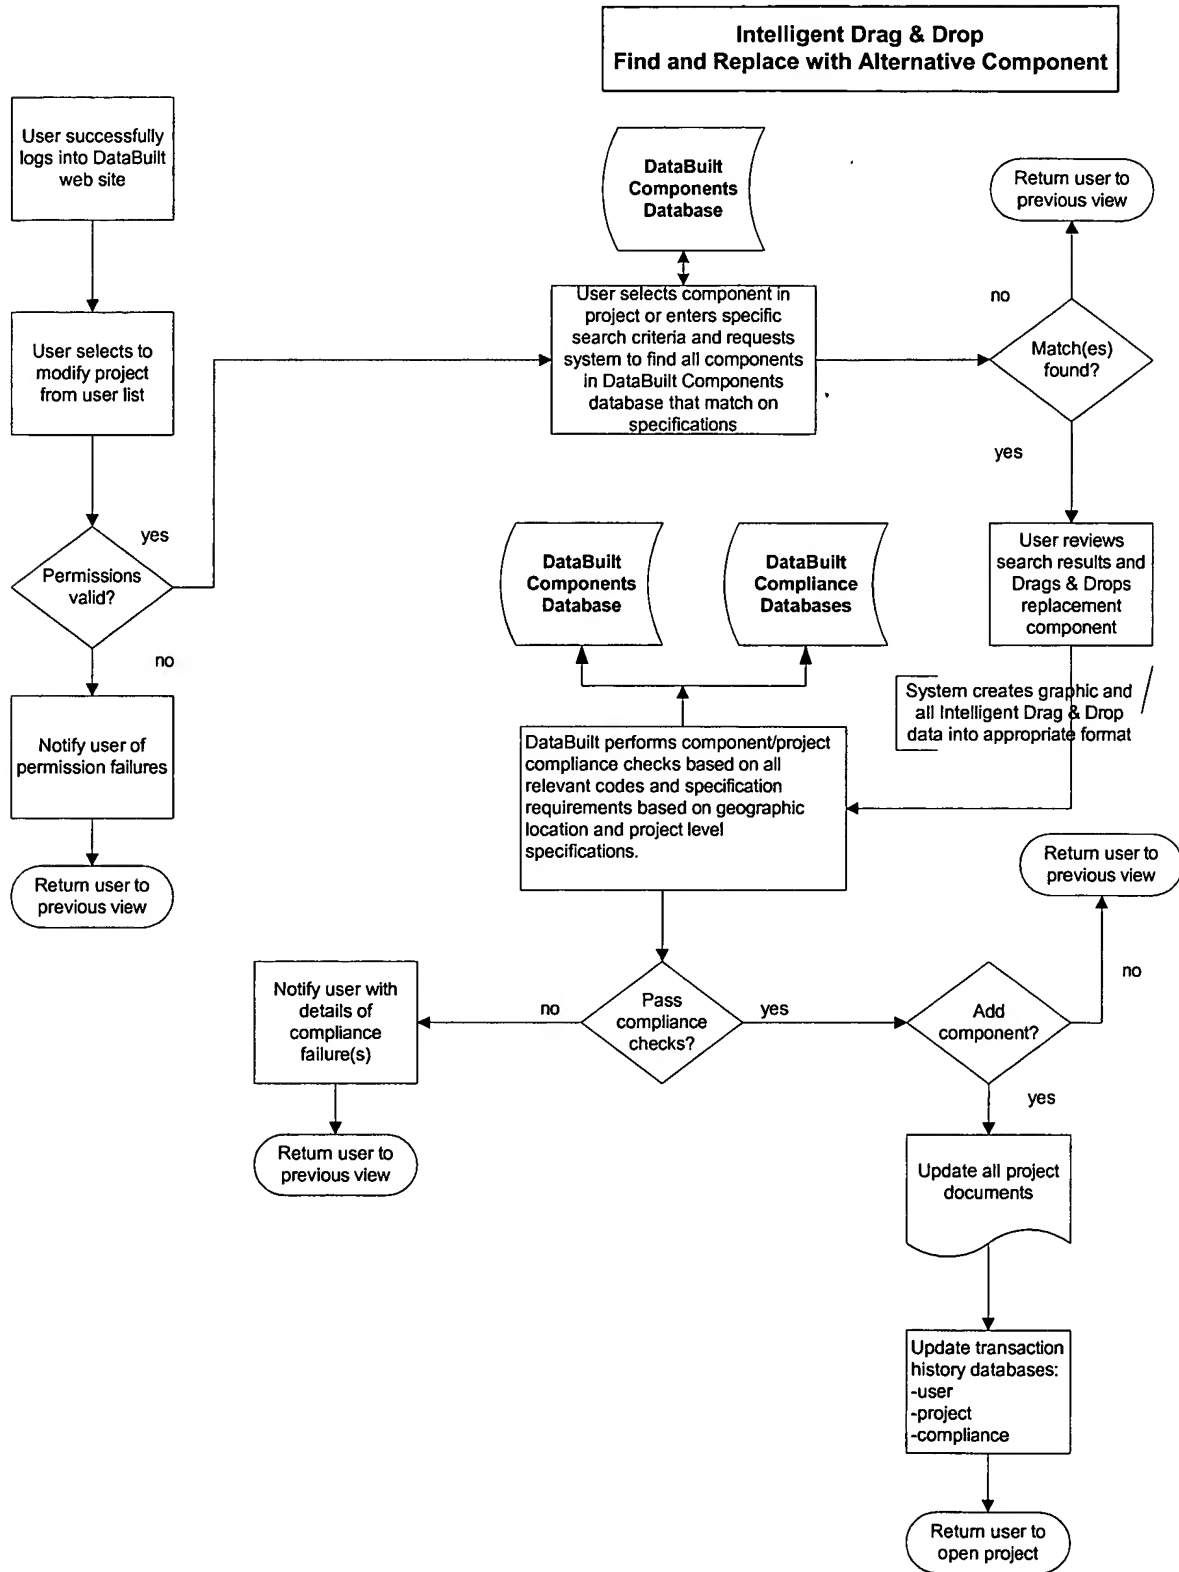 Intelligent Drag & Drop
Find and Replace with Alternative Component
User successfully
logs into DataBuilt
web site
DataBuilt
Components
Database
Return user to
previous view
no
User selects to
modify project
from user list
User selects component in
project or enters specific
search criteria and requests
system to find all components
in DataBuilt Components
database that match on
specifications
Match(es)
found?
yes
yes
Permissions
valid?
no
DataBuilt
Components
Database
DataBuilt
Compliance
Databases
User reviews
search results and
Drags & Drops
replacement
component
System creates graphic and
all Intelligent Drag & Drop
data into appropriate format
Notify user of
permission failures
Return user to
previous view
DataBuilt performs component/project
compliance checks based on all
relevant codes and specification
requirements based on geographic
location and project level
specifications.
Return user to
previous view
no
Notify user with
details of
compliance
failure(s)
no
Pass
compliance
checks?
yes
Add
component?
yes
Return user to
previous view
Update all project
documents
Update transaction
history databases:
-user
-project
-compliance
Return user to
open project